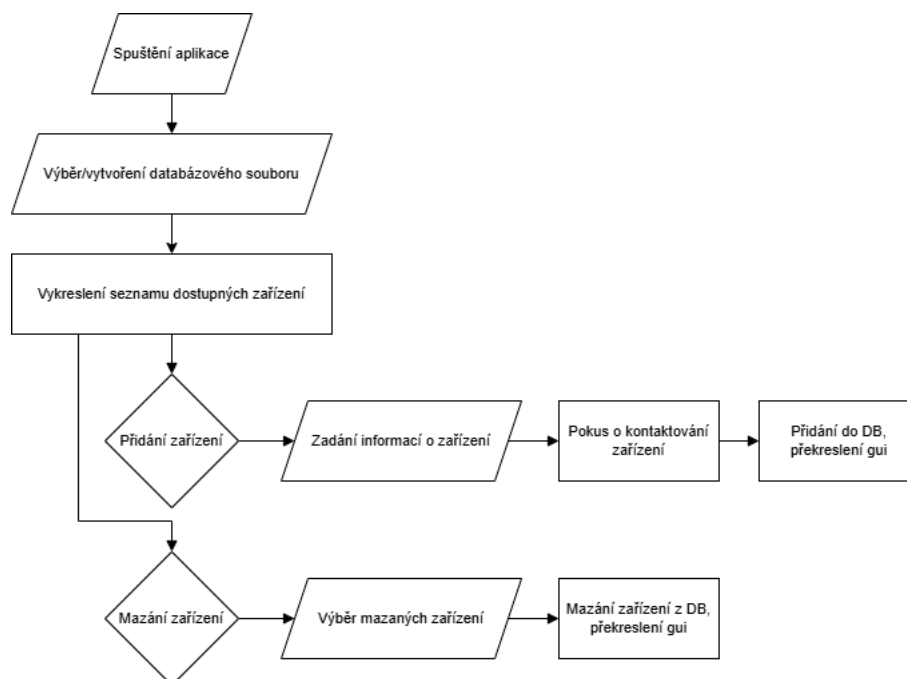 Spuštění aplikace
Výběr/vytvoření databázového souboru
Vykreslení seznamu dostupných zařízení
Přidání zařízení
Zadání informací o zařízení
Pokus o kontaktování
zařízení
Přidání do DB,
překreslení gui
Mazání zařízení
Výběr mazaných zařízení
Mazání zařízení z DB,
překreslení gui